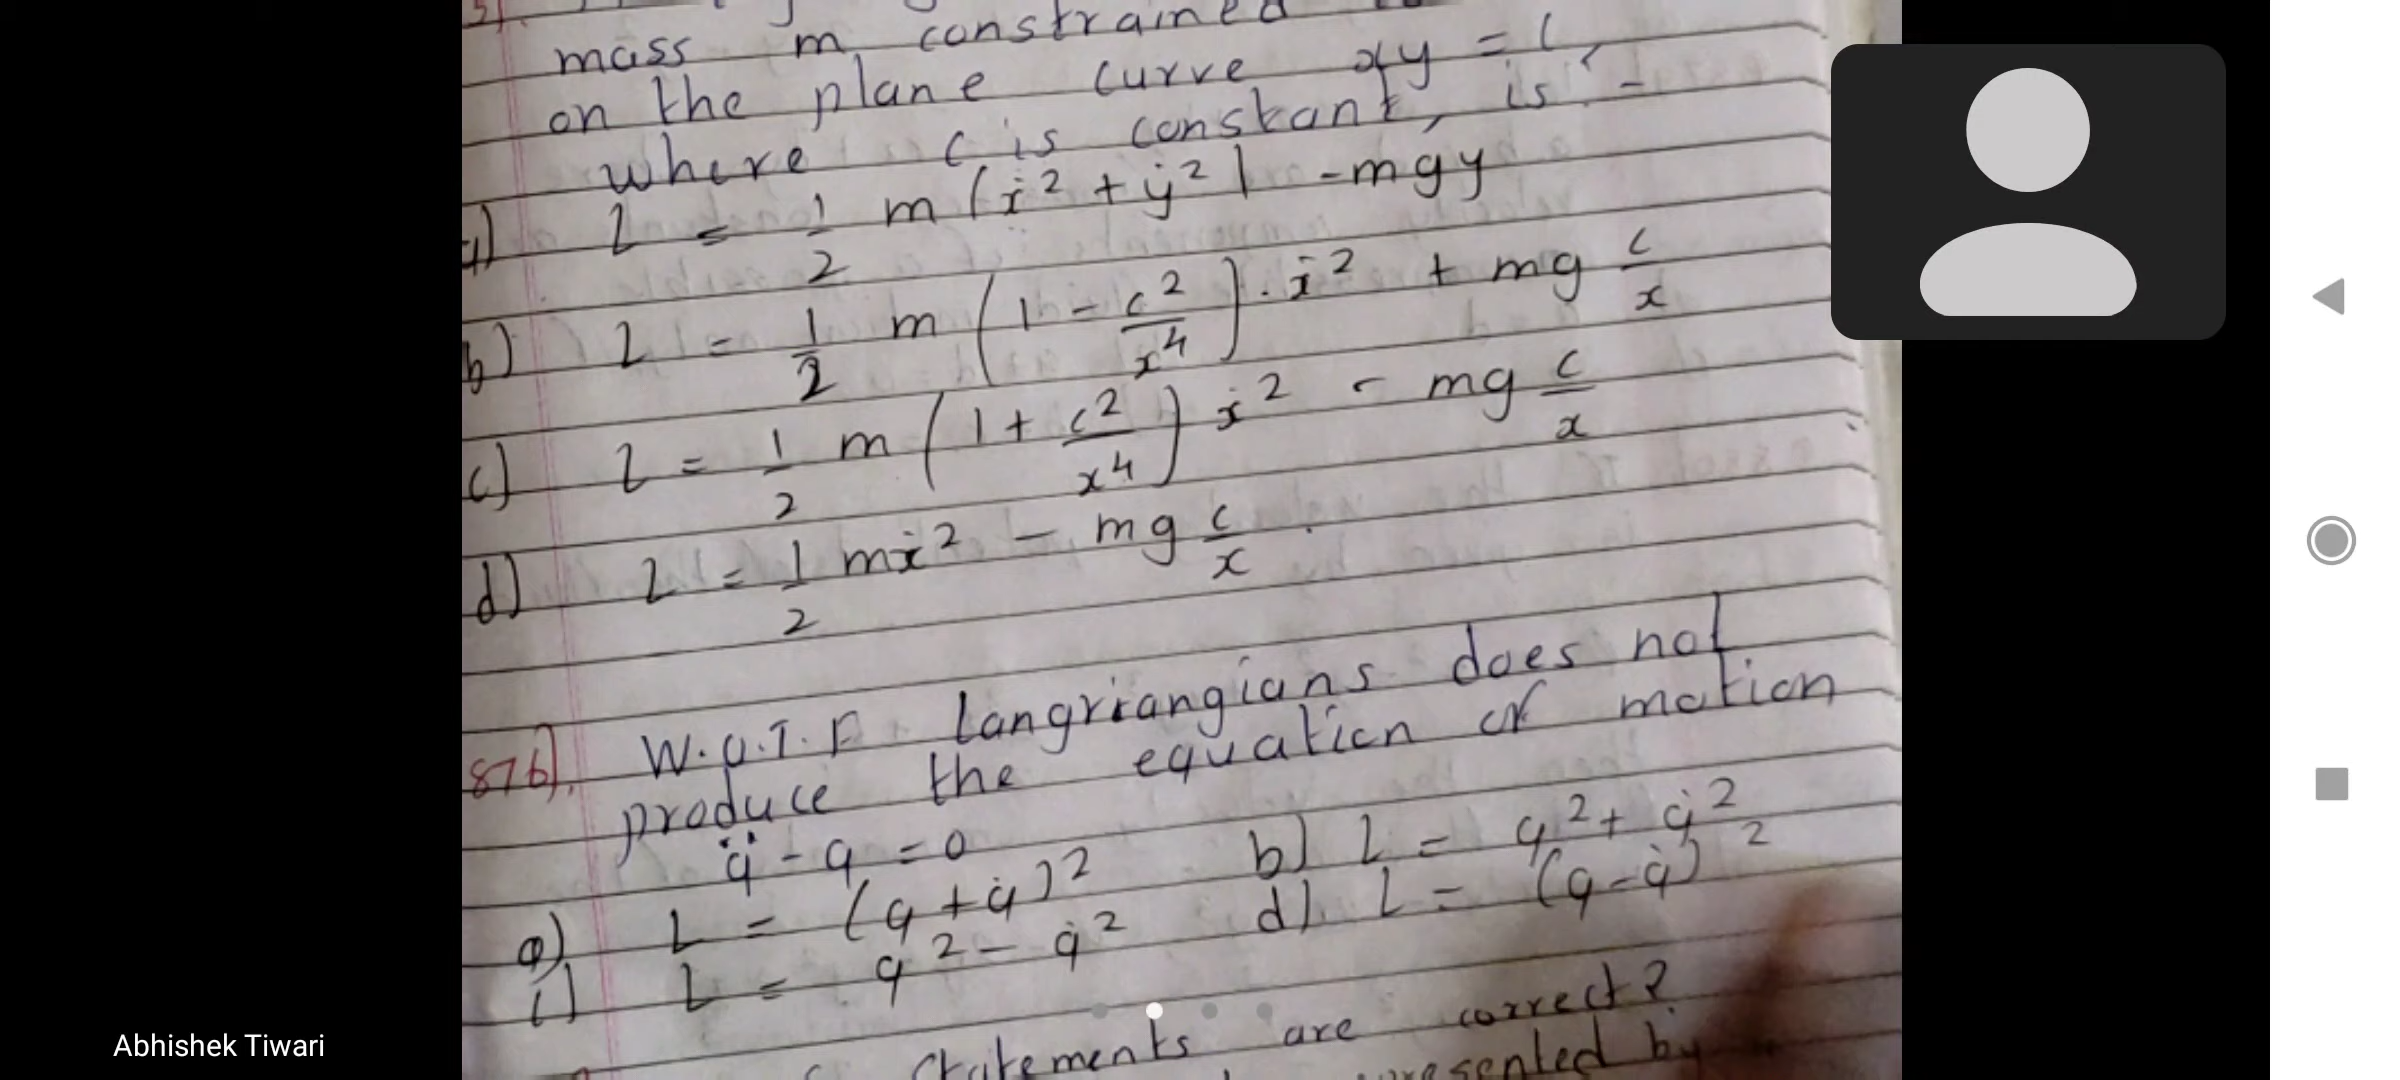 mass m constrained
on the plane curve xy = c,
where c is constant, is -
a) L = 1/2 m (ẋ² + ẏ²) - mgy
b) L = 1/2 m (1 - c²/x⁴) . ẋ² + mg c/x
c) L = 1/2 m (1 + c²/x⁴) ẋ² - mg c/x
d) L = 1/2 mẋ² - mg c/x .
876). W.O.T.F. Langriangians does not
produce the equation of motion
q̈ - q = 0
a) L = (q + q̇)² b) L = q² + q̇²
c) L = q² - q̇² d). L = (q - q̇)²
statements are correct?
by
Abhishek Tiwari